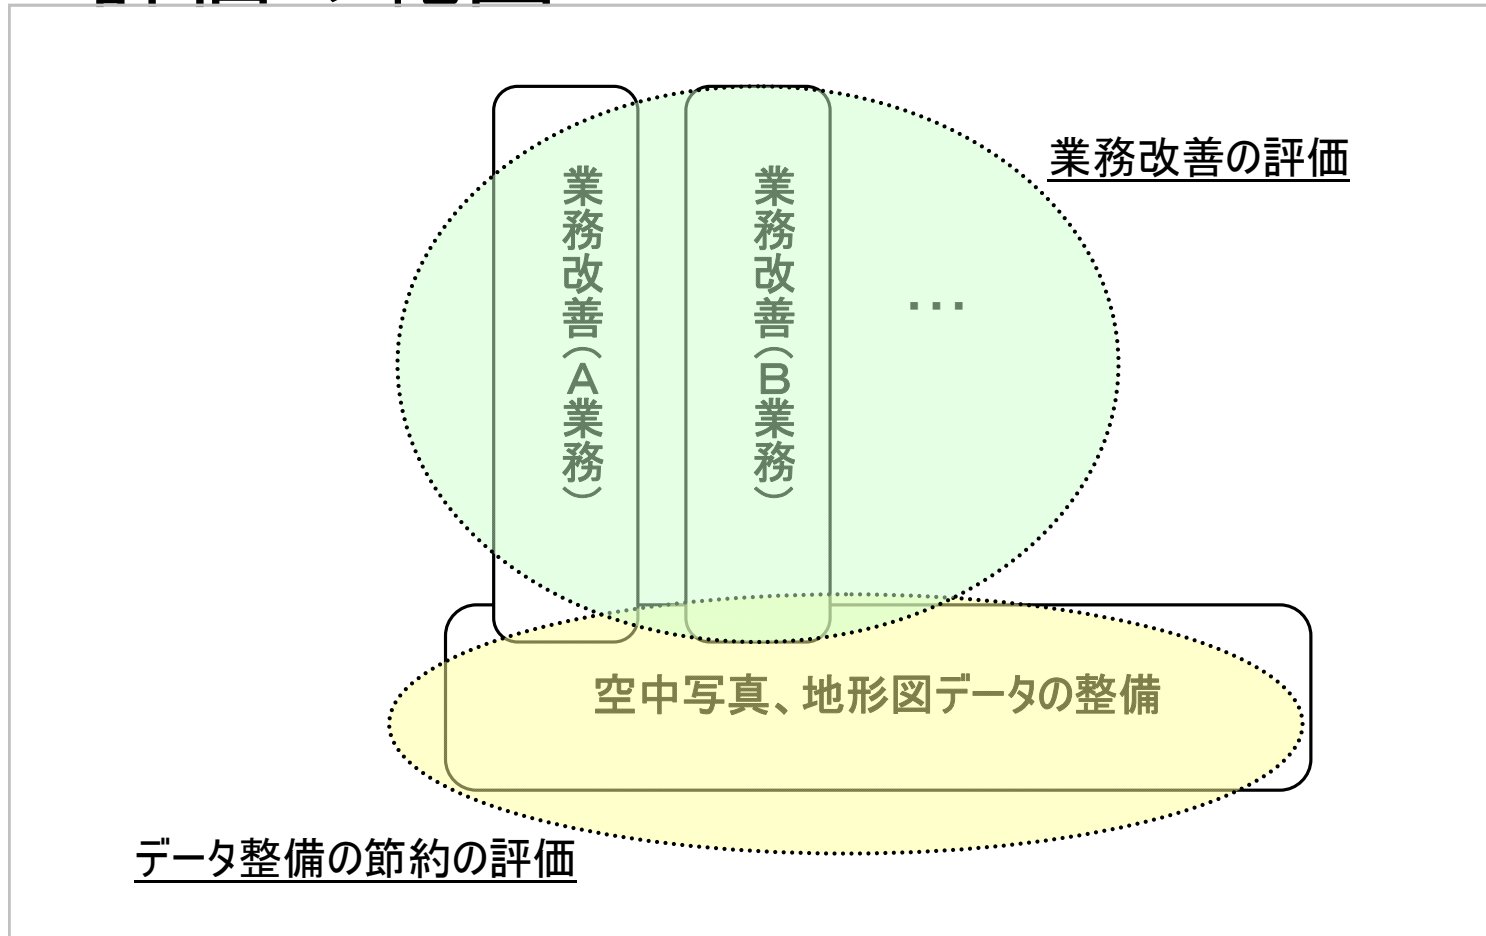 業務改善の評価
業務改善（Ａ業務）
業務改善（Ｂ業務）
・・・
空中写真、地形図データの整備
データ整備の節約の評価